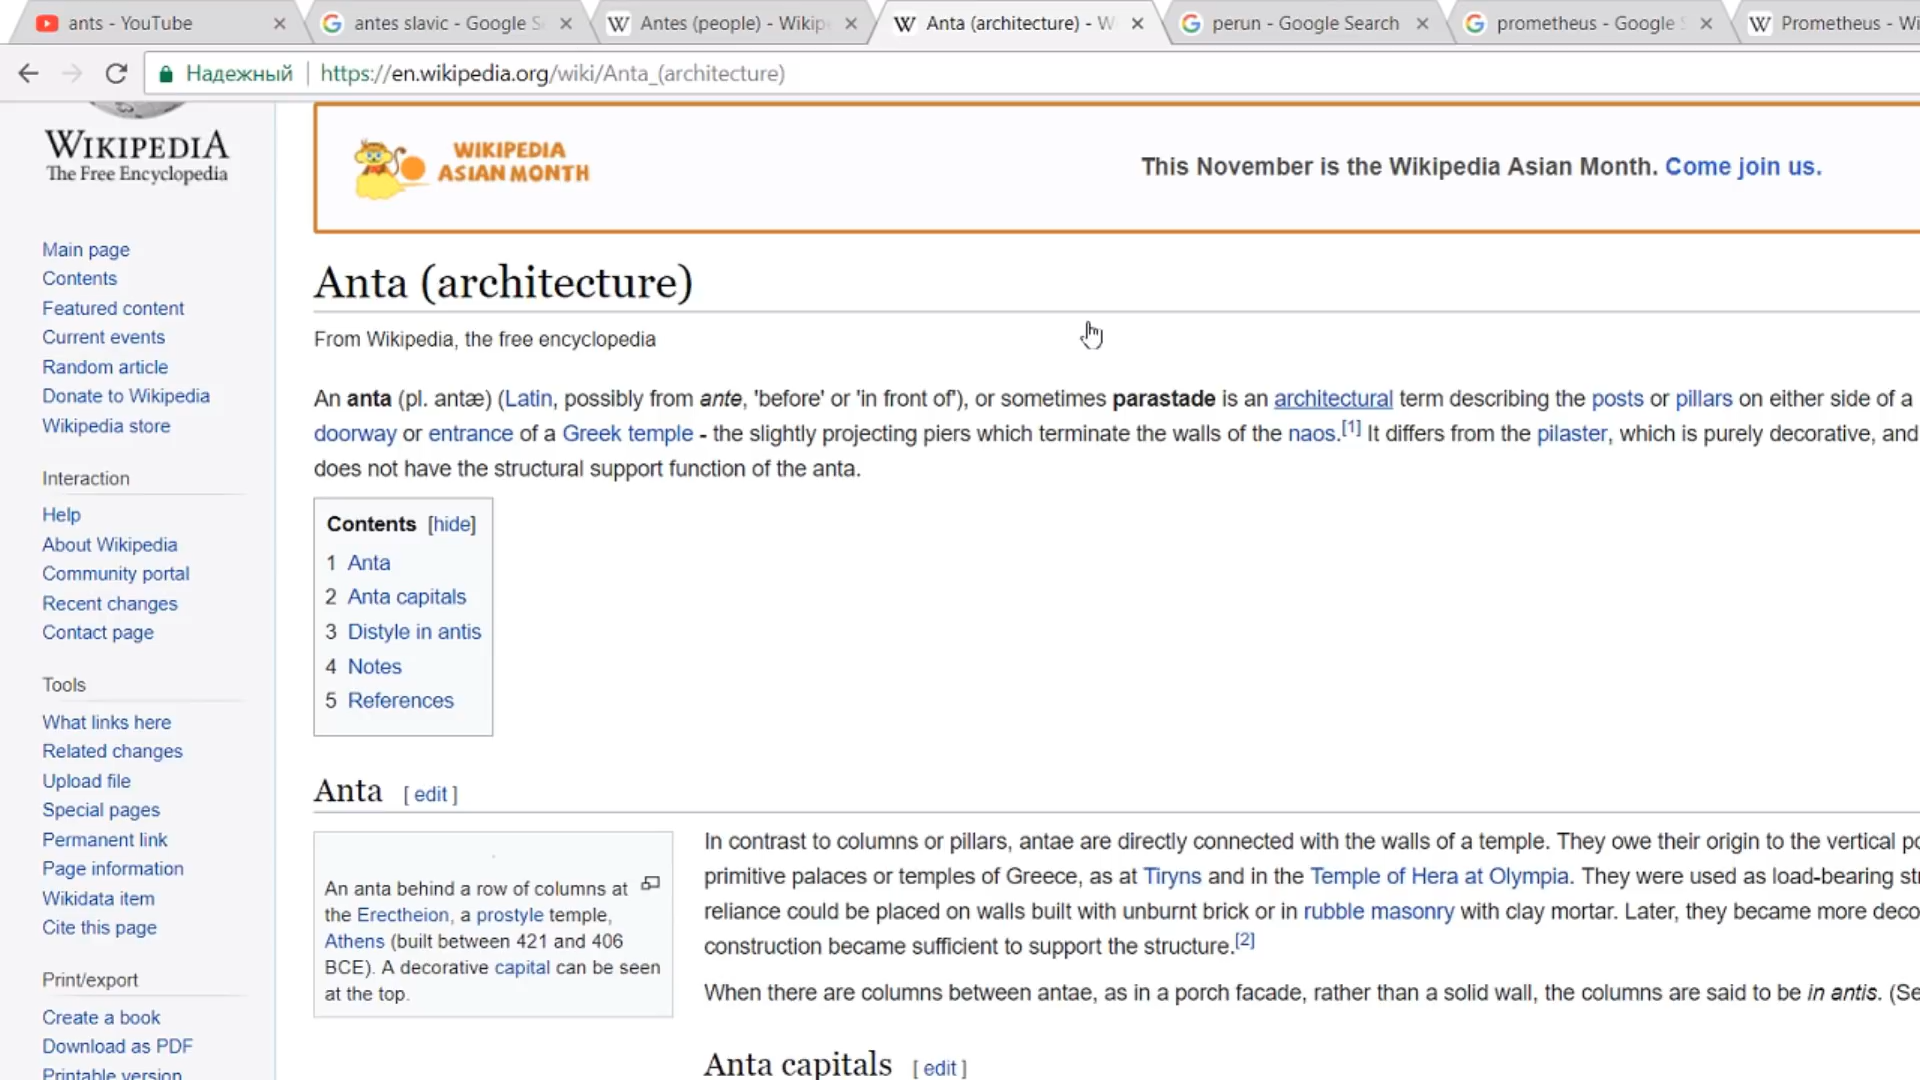 ants - YouTube
antes slavic - Google S
Antes (people) - Wikip
Anta (architecture) - W
perun - Google Search
prometheus - Google S
Prometheus - Wi
Надежный
https://en.wikipedia.org/wiki/Anta_(architecture)
WIKIPEDIA
The Free Encyclopedia
Main page
Contents
Featured content
Current events
Random article
Donate to Wikipedia
Wikipedia store
Interaction
Help
About Wikipedia
Community portal
Recent changes
Contact page
Tools
What links here
Related changes
Upload file
Special pages
Permanent link
Page information
Wikidata item
Cite this page
Print/export
Create a book
Download as PDF
Printable version
WIKIPEDIA
ASIAN MONTH
This November is the Wikipedia Asian Month. Come join us.
Anta (architecture)
From Wikipedia, the free encyclopedia
An anta (pl. antæ) (Latin, possibly from ante, 'before' or 'in front of'), or sometimes parastade is an architectural term describing the posts or pillars on either side of a
doorway or entrance of a Greek temple - the slightly projecting piers which terminate the walls of the naos.[1] It differs from the pilaster, which is purely decorative, and
does not have the structural support function of the anta.
Contents [hide]
1 Anta
2 Anta capitals
3 Distyle in antis
4 Notes
5 References
Anta [ edit ]
An anta behind a row of columns at
the Erectheion, a prostyle temple,
Athens (built between 421 and 406
BCE). A decorative capital can be seen
at the top.
In contrast to columns or pillars, antae are directly connected with the walls of a temple. They owe their origin to the vertical po
primitive palaces or temples of Greece, as at Tiryns and in the Temple of Hera at Olympia. They were used as load-bearing str
reliance could be placed on walls built with unburnt brick or in rubble masonry with clay mortar. Later, they became more deco
construction became sufficient to support the structure.[2]
When there are columns between antae, as in a porch facade, rather than a solid wall, the columns are said to be in antis. (Se
Anta capitals [ edit ]